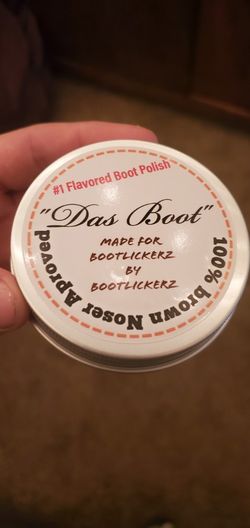 #1 Flavored Boot Polish
"Das Boot"
MADE FOR
BOOTLICKERZ
BY
BOOTLICKERZ
100% brown Noser Aproved